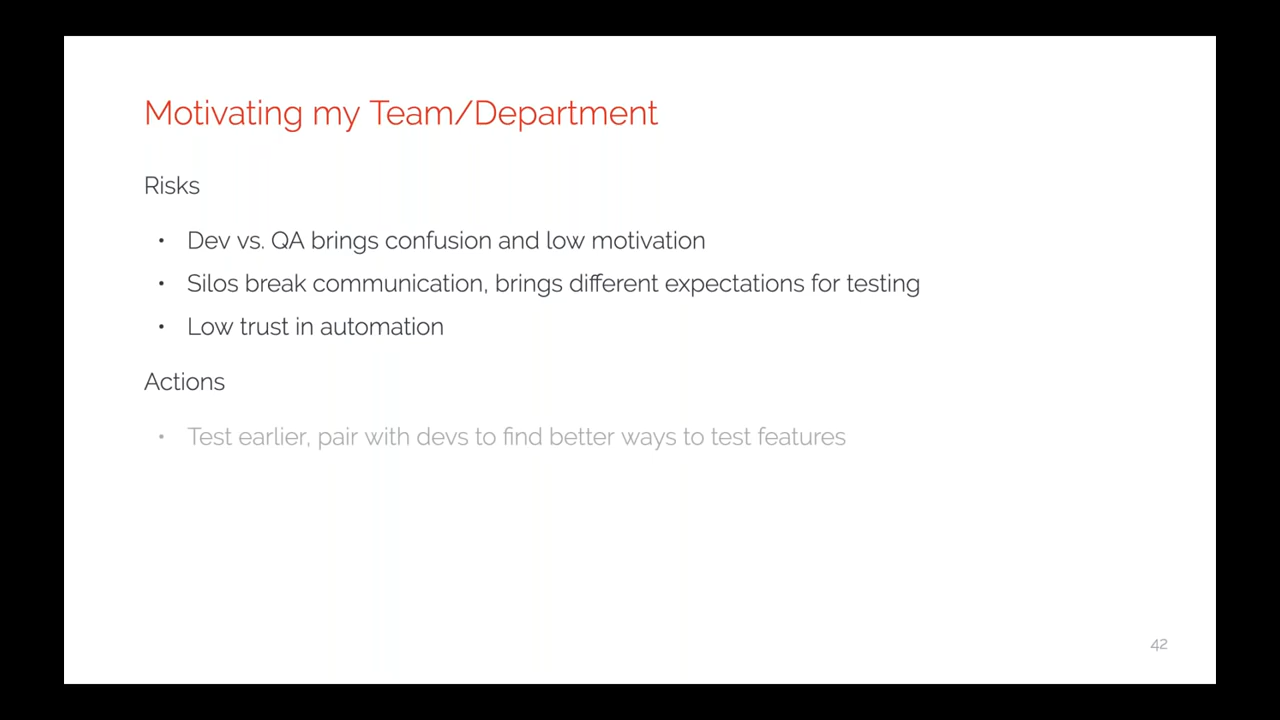 Motivating my Team/Department
Risks
• Dev vs. QA brings confusion and low motivation
• Silos break communication, brings different expectations for testing
• Low trust in automation
Actions
• Test earlier, pair with devs to find better ways to test features
42